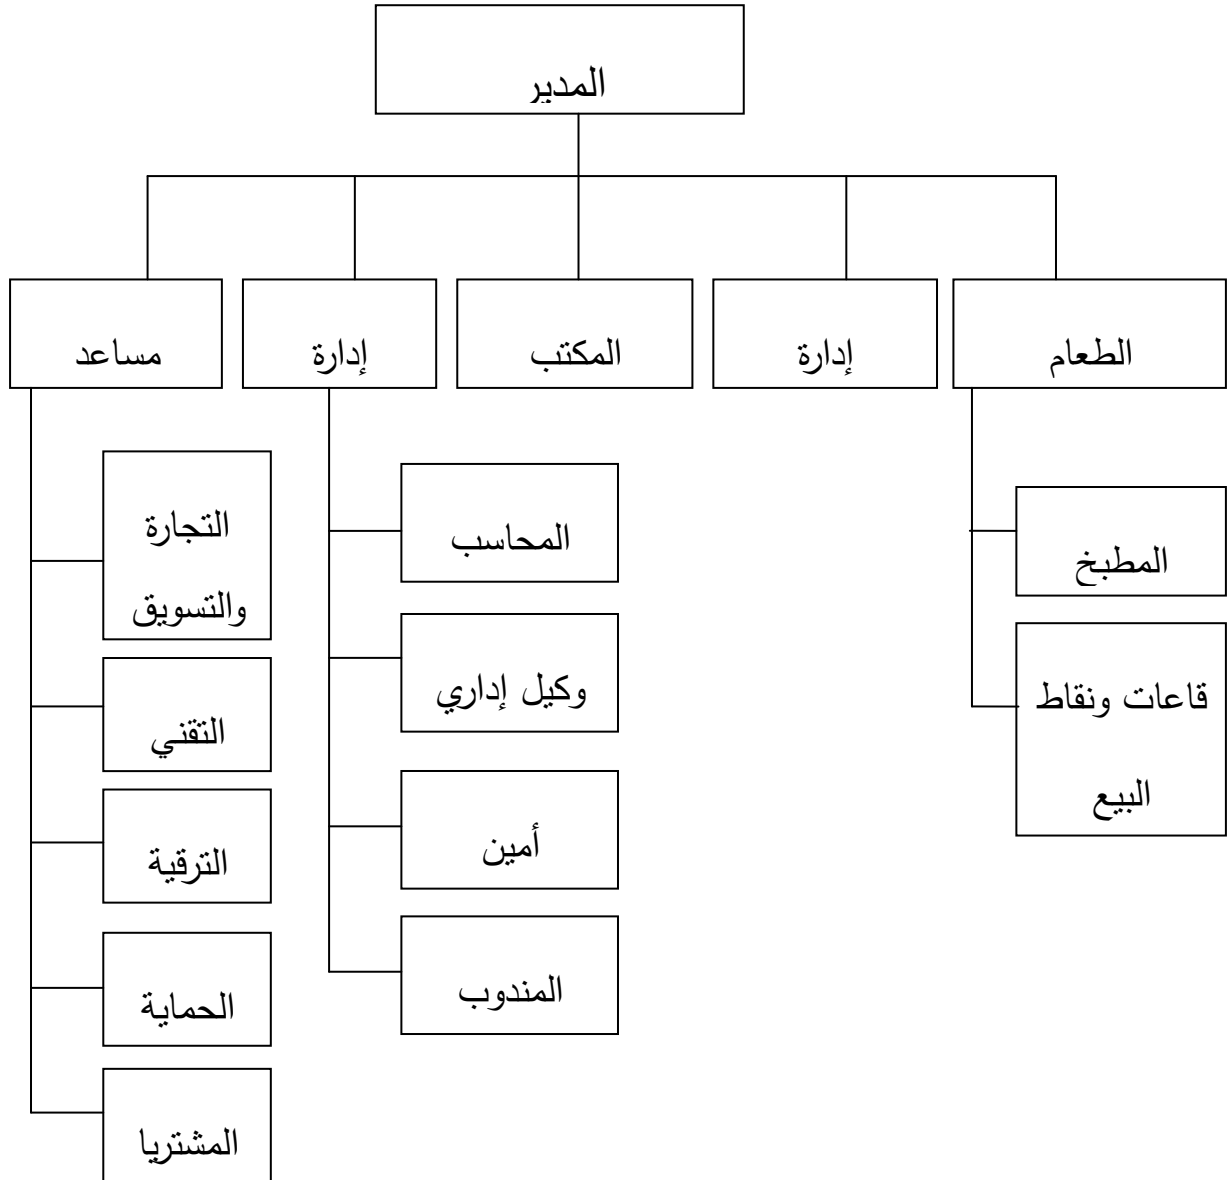 المدير
الطعام
إدارة
المكتب
إدارة
مساعد
المطبخ
قاعات ونقاط
البيع
المحاسب
وكيل إداري
أمين
المندوب
التجارة
والتسويق
التقني
الترقية
الحماية
المشتريا